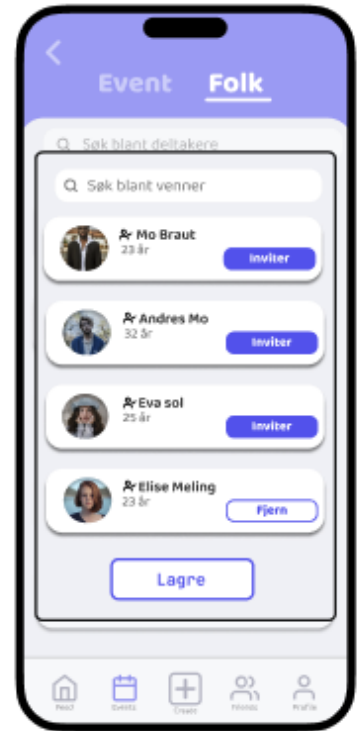 Event Folk
Søk blant deltakere
Søk blant venner
Mo Braut
23 år
Inviter
Andres Mo
32 år
Inviter
Eva sol
25 år
Inviter
Elise Meling
23 år
Fjern
Lagre
Feed Events Create Friends Profile